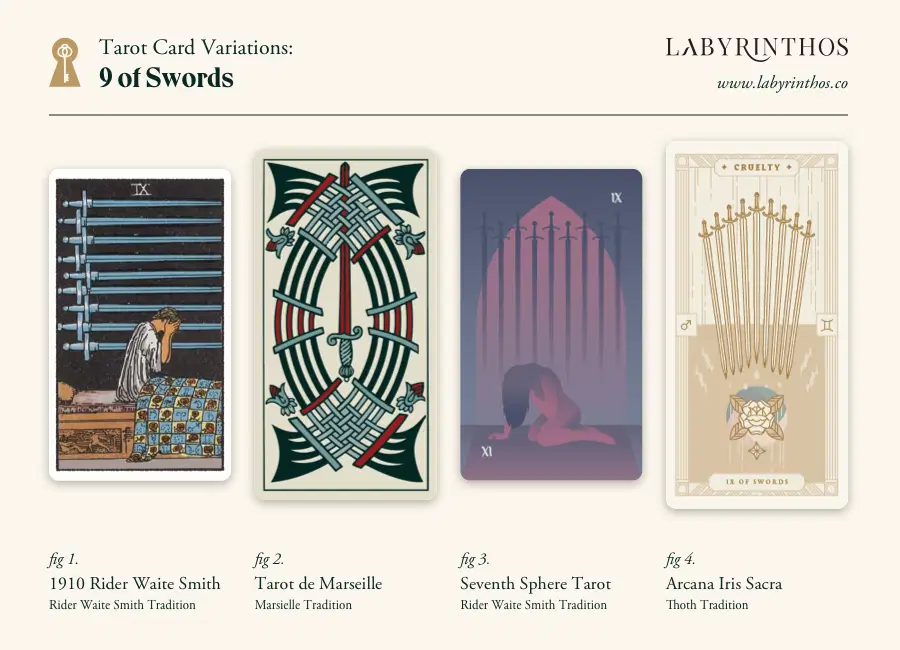 Tarot Card Variations:
9 of Swords
LABYRINTHOS
www.labyrinthos.co
IX
IX
XI
♂
CRUELTY
♊
IX OF SWORDS
fig 1.
1910 Rider Waite Smith
Rider Waite Smith Tradition
fig 2.
Tarot de Marseille
Marsielle Tradition
fig 3.
Seventh Sphere Tarot
Rider Waite Smith Tradition
fig 4.
Arcana Iris Sacra
Thoth Tradition